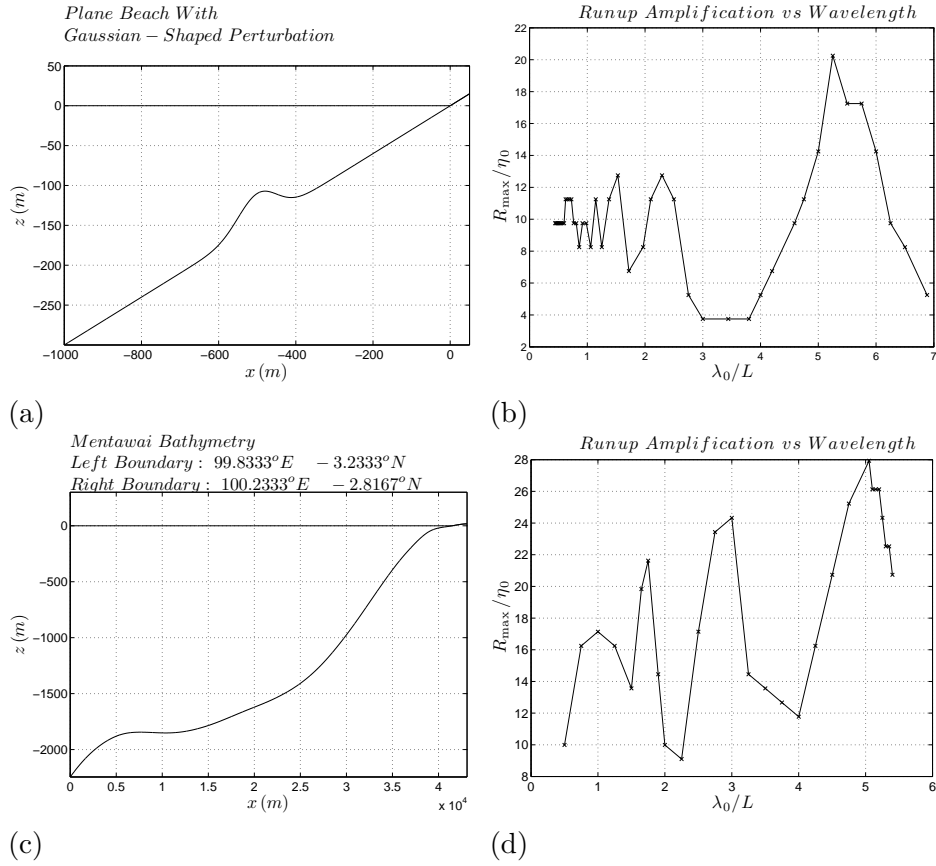 Plane Beach With
Gaussian – Shaped Perturbation
50
0
−50
−100
−150
−200
−250
−300
z (m)
−1000 −800 −600 −400 −200 0
x (m)
(a)
Runup Amplification vs Wavelength
22
20
18
16
14
12
10
8
6
4
2
R_max/η_0
0 1 2 3 4 5 6 7
λ_0/L
(b)
Mentawai Bathymetry
Left Boundary : 99.8333°E – 3.2333°N
Right Boundary : 100.2333°E – 2.8167°N
0
−500
−1000
−1500
−2000
z (m)
0 0.5 1 1.5 2 2.5 3 3.5 4
x 10^4
x (m)
(c)
Runup Amplification vs Wavelength
28
26
24
22
20
18
16
14
12
10
8
R_max/η_0
0 1 2 3 4 5 6
λ_0/L
(d)